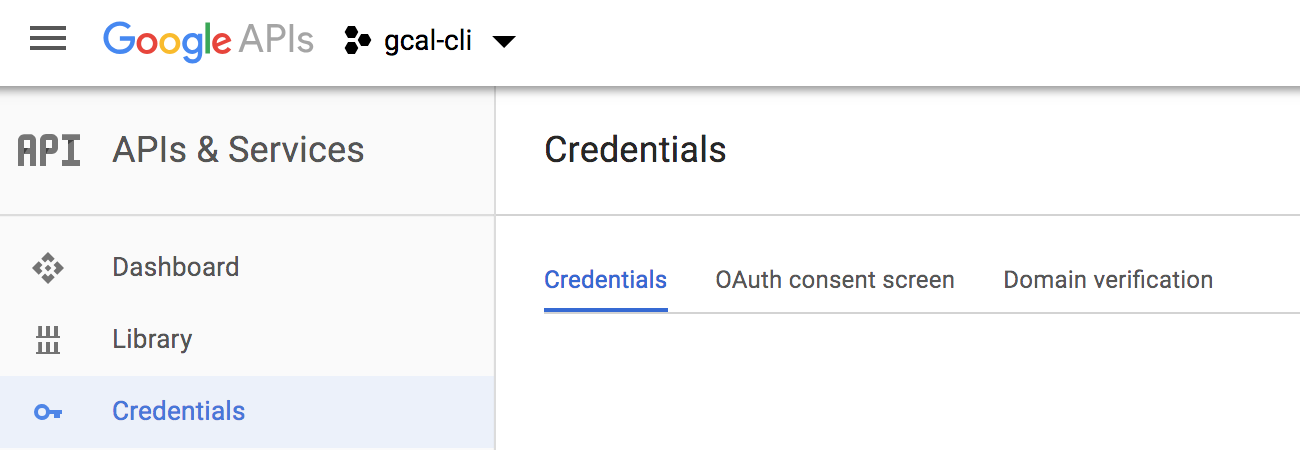 Google APIs gcal-cli
API APIs & Services
Credentials
Dashboard
Library
Credentials
Credentials OAuth consent screen Domain verification